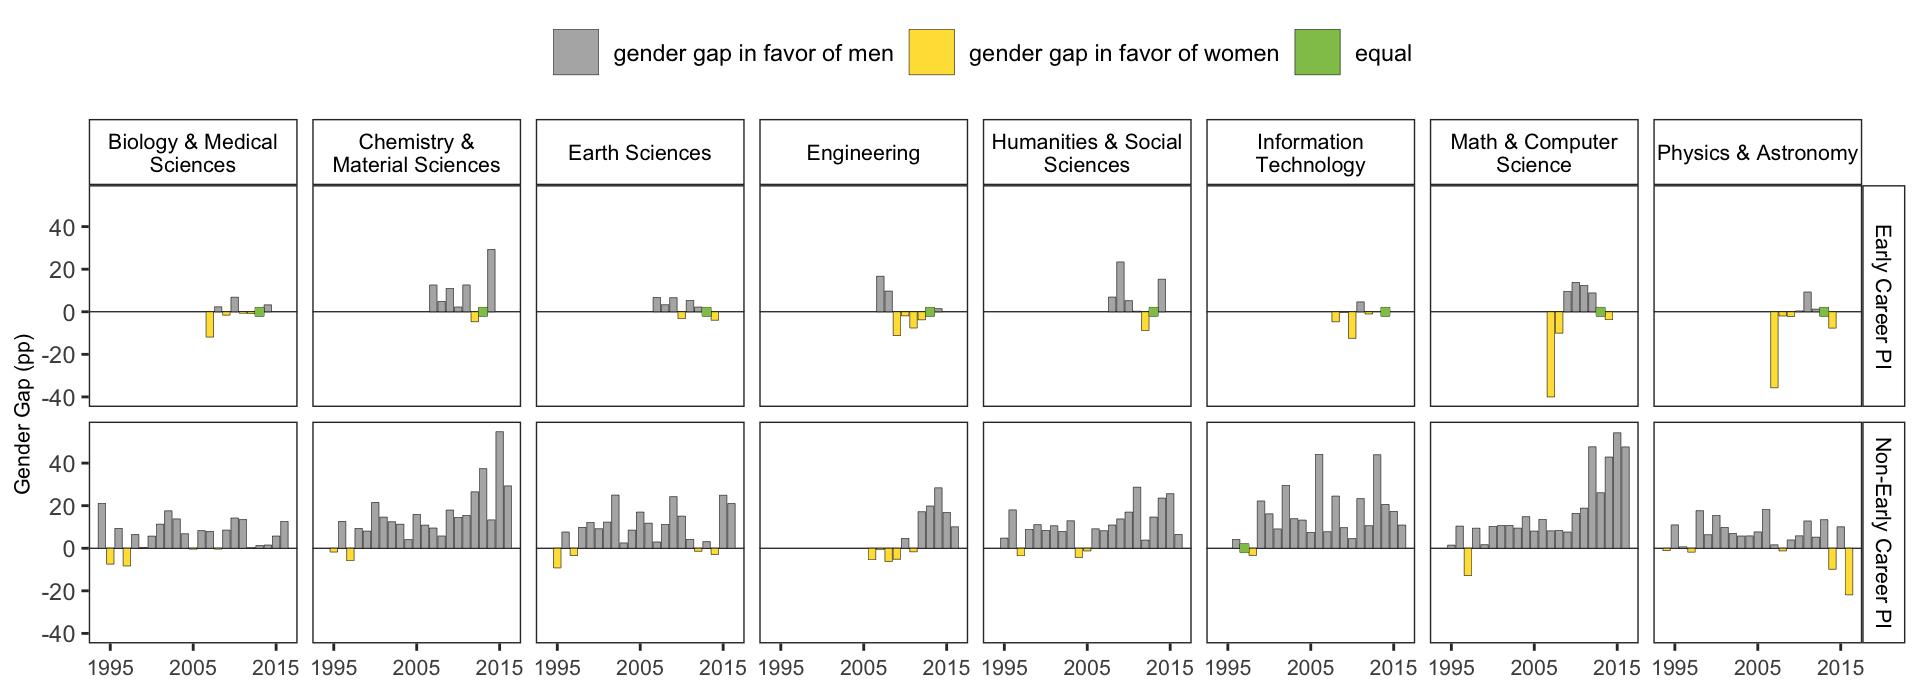 gender gap in favor of men gender gap in favor of women equal
Biology & Medical
Sciences
Chemistry &
Material Sciences
Earth Sciences
Engineering
Humanities & Social
Sciences
Information
Technology
Math & Computer
Science
Physics & Astronomy
Gender Gap (pp)
40
20
0
-20
-40
Early Career PI
40
20
0
-20
-40
Non-Early Career PI
1995 2005 2015 1995 2005 2015 1995 2005 2015 1995 2005 2015 1995 2005 2015 1995 2005 2015 1995 2005 2015 1995 2005 2015